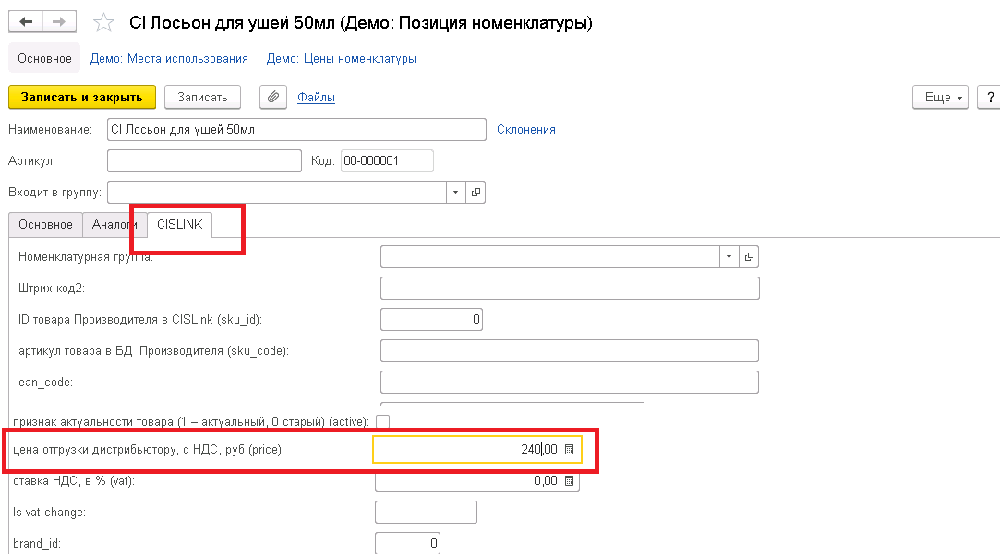 CI Лосьон для ушей 50мл (Демо: Позиция номенклатуры)
Основное Демо: Места использования Демо: Цены номенклатуры
Записать и закрыть Записать Файлы Еще ?
Наименование: CI Лосьон для ушей 50мл Склонения
Артикул: Код: 00-000001
Входит в группу:
Основное Аналоги CISLINK
Номенклатурная группа:
Штрих код2:
ID товара Производителя в CISLink (sku_id): 0
артикул товара в БД Производителя (sku_code):
ean_code:
признак актуальности товара (1 – актуальный, 0 старый) (active):
цена отгрузки дистрибьютору, с НДС, руб (price): 240,00
ставка НДС, в % (vat): 0,00
Is vat change:
brand_id: 0